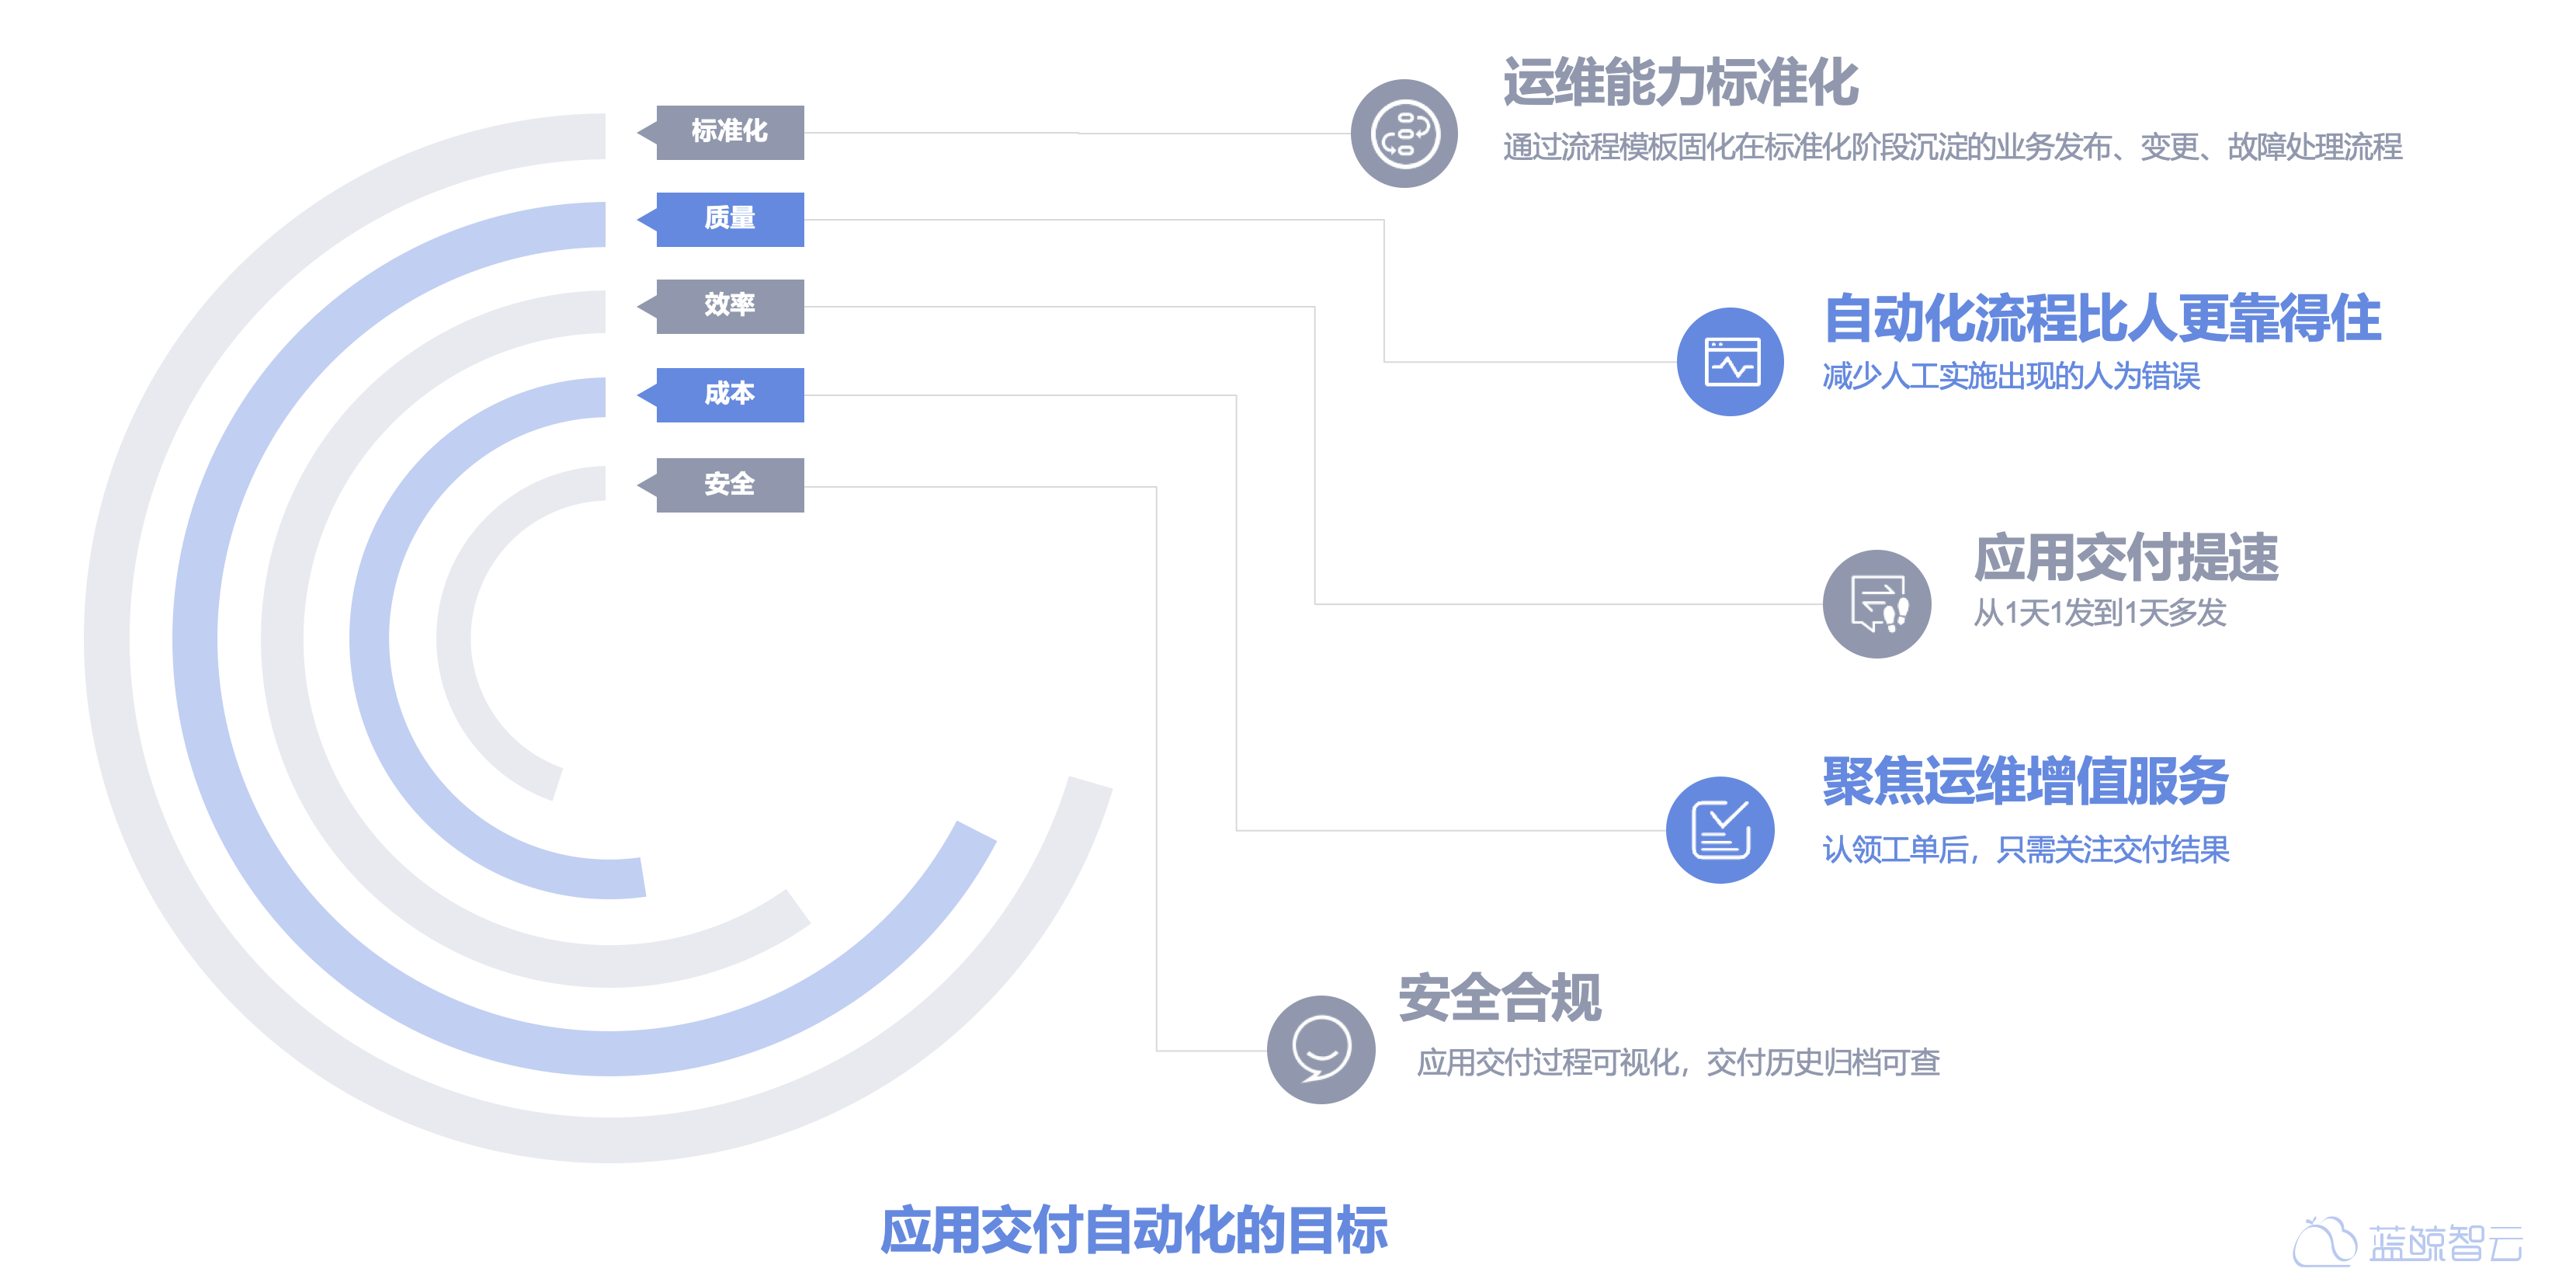 标准化
质量
效率
成本
安全
运维能力标准化
通过流程模板固化在标准化阶段沉淀的业务发布、变更、故障处理流程
自动化流程比人更靠得住
减少人工实施出现的人为错误
应用交付提速
从1天1发到1天多发
聚焦运维增值服务
认领工单后，只需关注交付结果
安全合规
应用交付过程可视化，交付历史归档可查
应用交付自动化的目标
蓝鲸智云